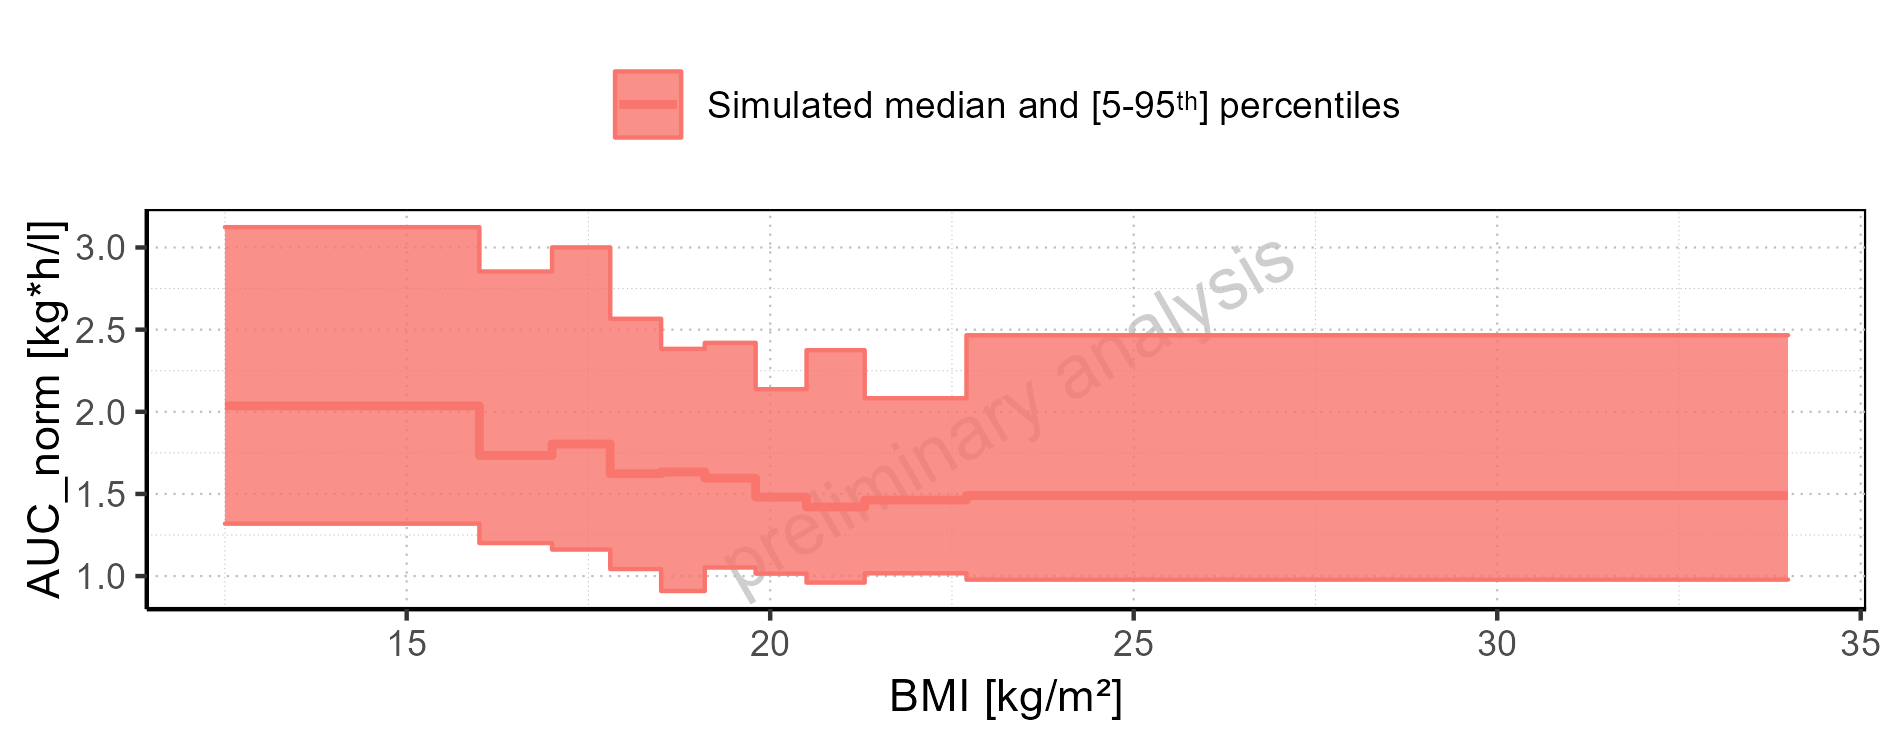 Simulated median and [5-95ᵗʰ] percentiles
AUC_norm [kg*h/l]
3.0
2.5
2.0
1.5
1.0
preliminary analysis
15 20 25 30 35
BMI [kg/m²]